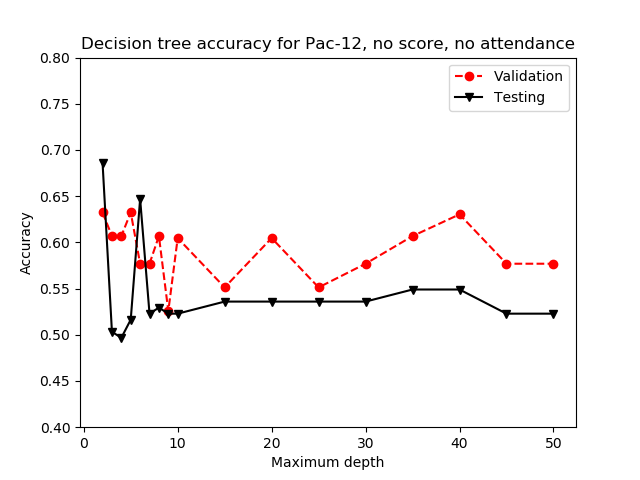 Decision tree accuracy for Pac-12, no score, no attendance
Validation
Testing
0.80
0.75
0.70
0.65
0.60
0.55
0.50
0.45
0.40
Accuracy
0 10 20 30 40 50
Maximum depth